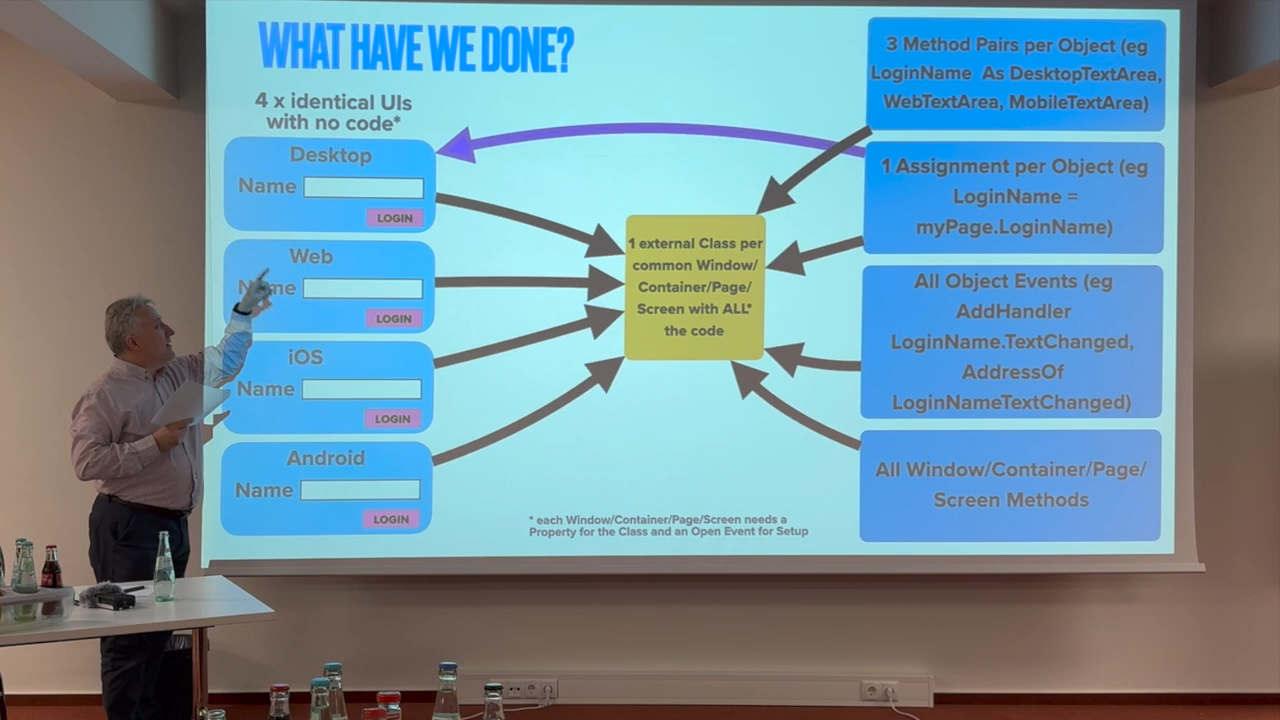 WHAT HAVE WE DONE?
4 x identical UIs
with no code*
Desktop
Name
LOGIN
Web
Name
LOGIN
iOS
Name
LOGIN
Android
Name
LOGIN
1 external Class per
common Window/
Container/Page/
Screen with ALL*
the code
3 Method Pairs per Object (eg
LoginName As DesktopTextArea,
WebTextArea, MobileTextArea)
1 Assignment per Object (eg
LoginName =
myPage.LoginName)
All Object Events (eg
AddHandler
LoginName.TextChanged,
AddressOf
LoginNameTextChanged)
All Window/Container/Page/
Screen Methods
* each Window/Container/Page/Screen needs a
Property for the Class and an Open Event for Setup